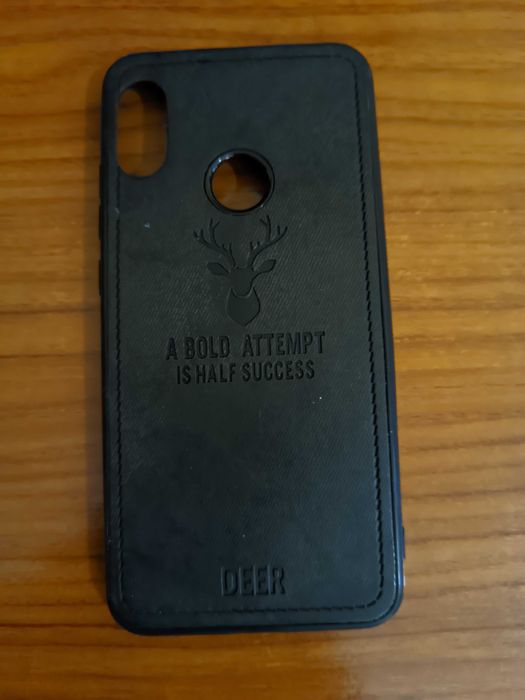 A BOLD ATTEMPT
IS HALF SUCCESS
DEER